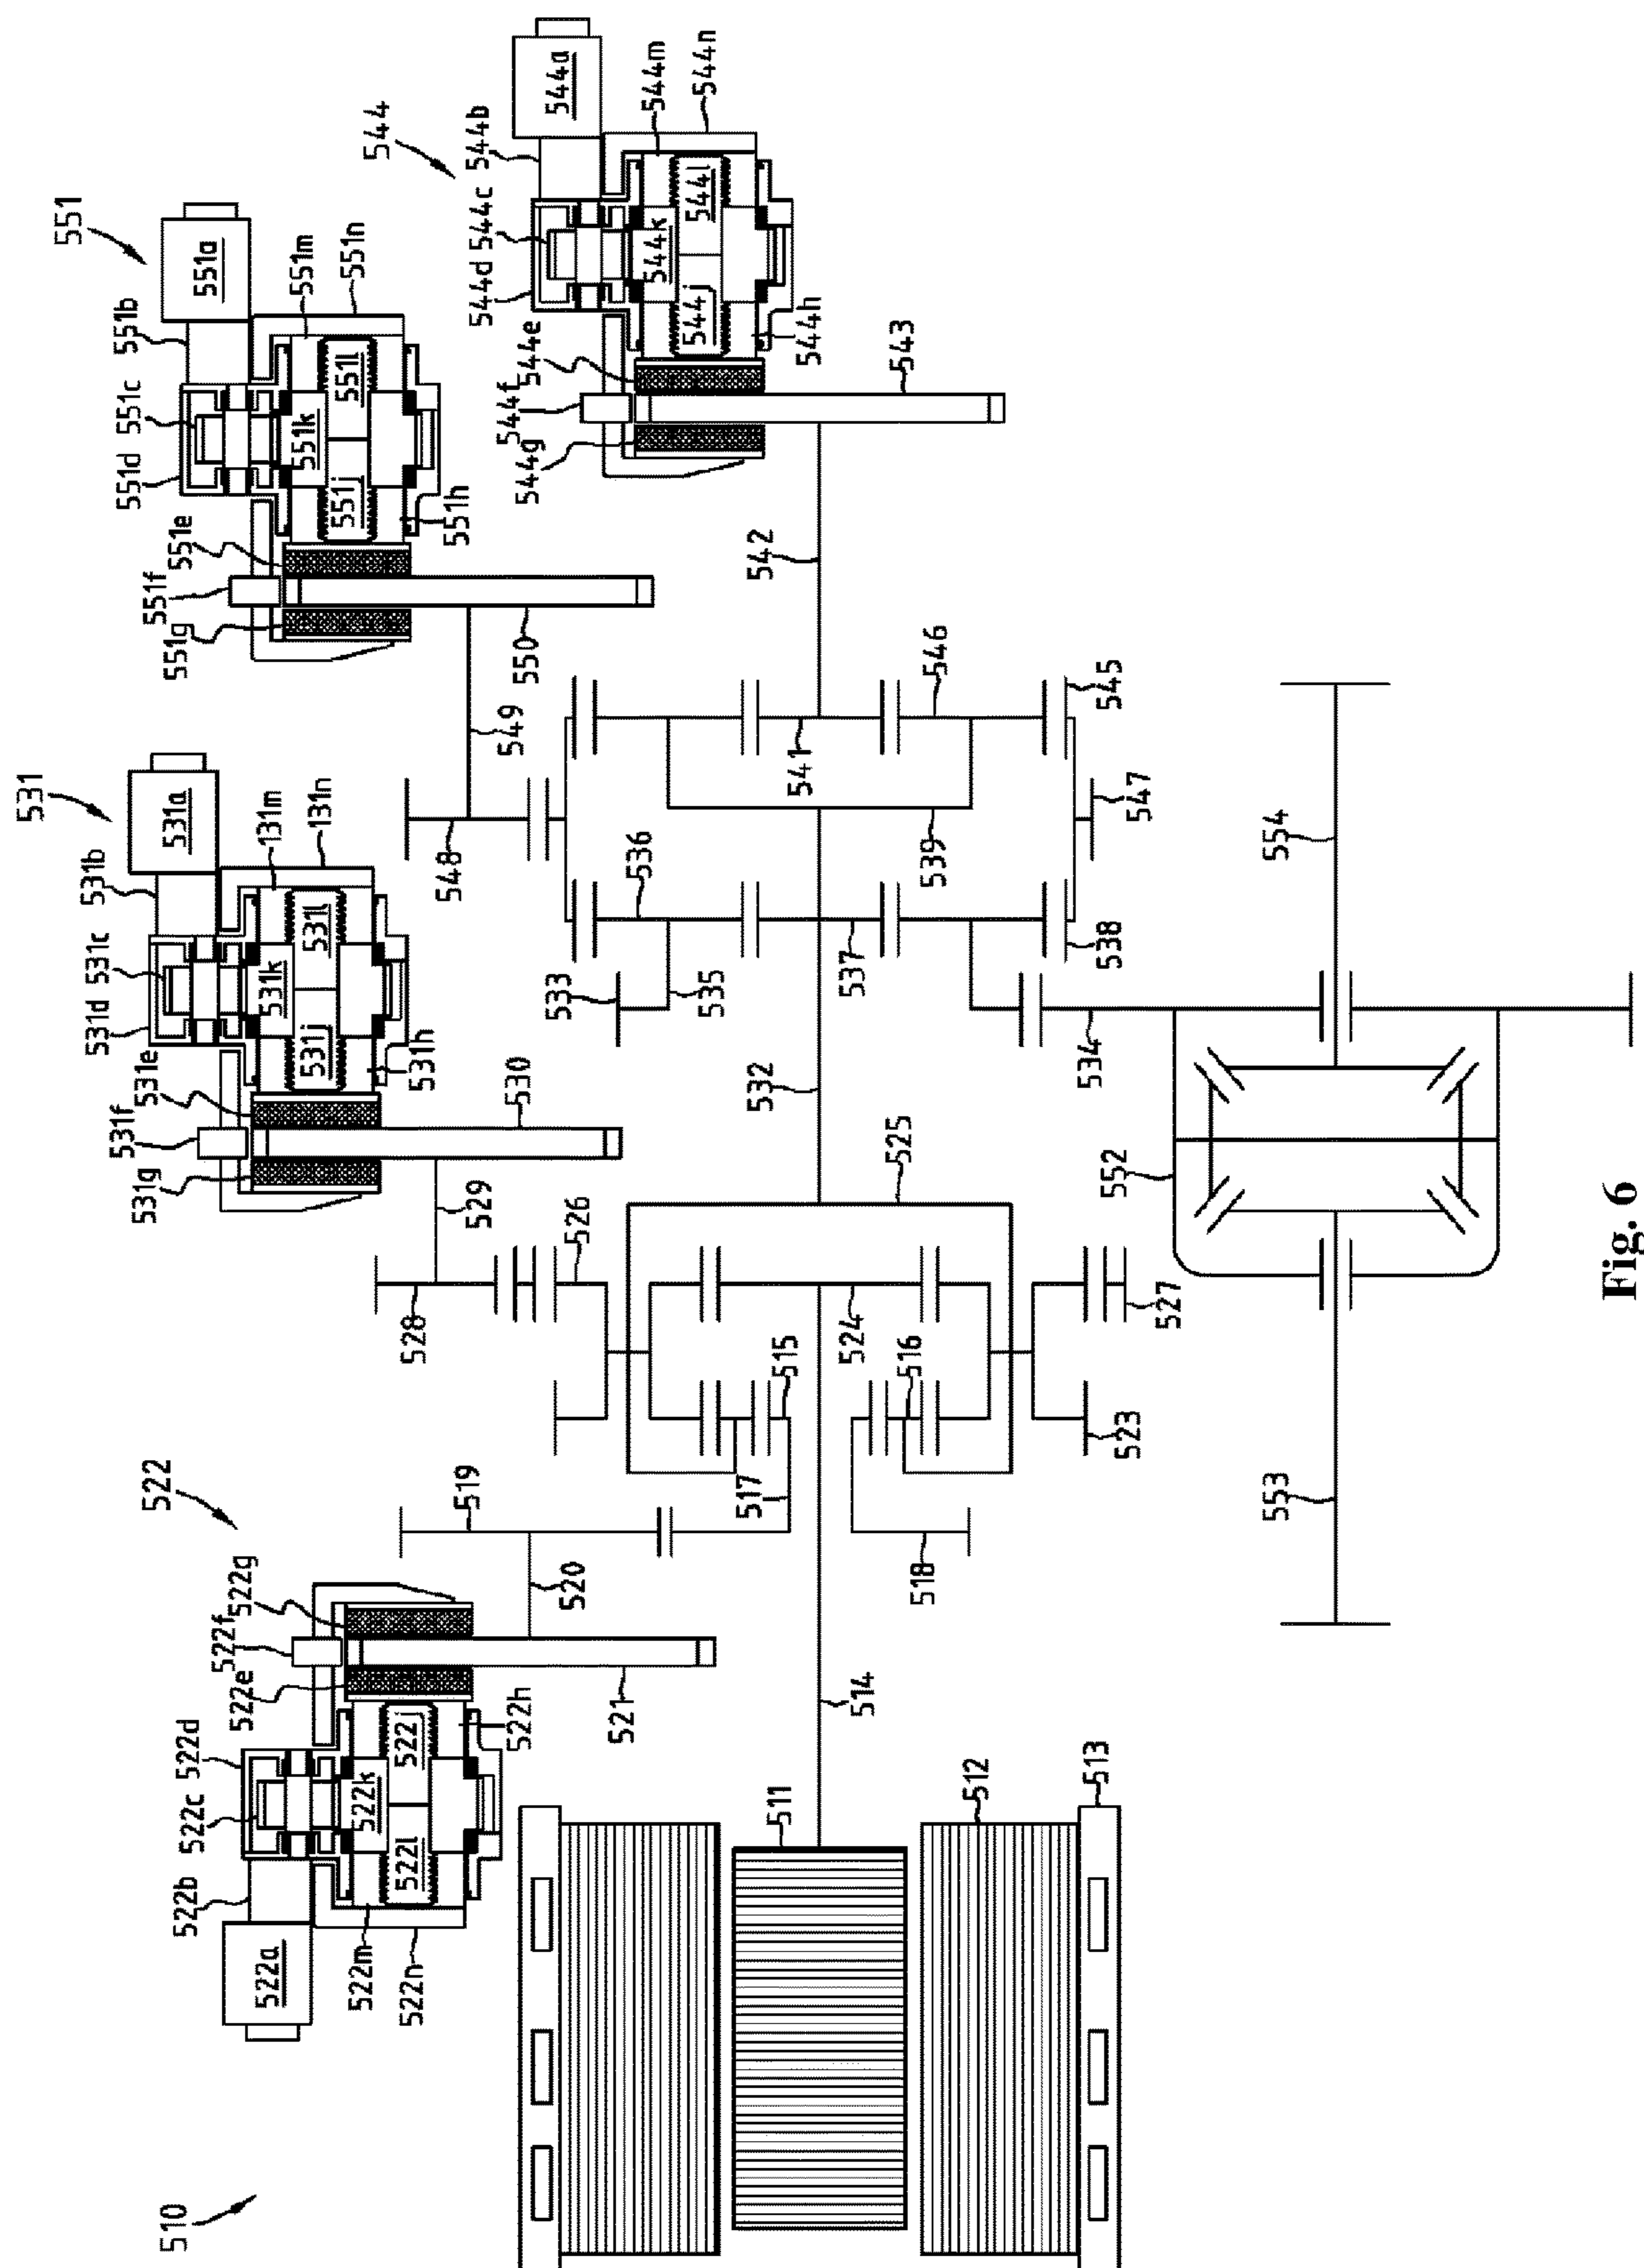 510
522
522a
522b
522c
522d
522e
522f
522g
522h
522j
522k
522l
522m
522n
521
520
519
517
515
518
516
514
511
512
513
531
531a
531b
531c
531d
531e
531f
531g
531h
531j
531k
531l
131m
131n
530
529
528
526
524
525
527
523
532
533
535
536
537
538
534
539
551
551a
551b
551c
551d
551e
551f
551g
551h
551j
551k
551l
551m
551n
550
549
548
544
544a
544b
544c
544d
544e
544f
544g
544h
544j
544k
544l
544m
544n
543
542
546
545
541
547
552
553
554
Fig. 6